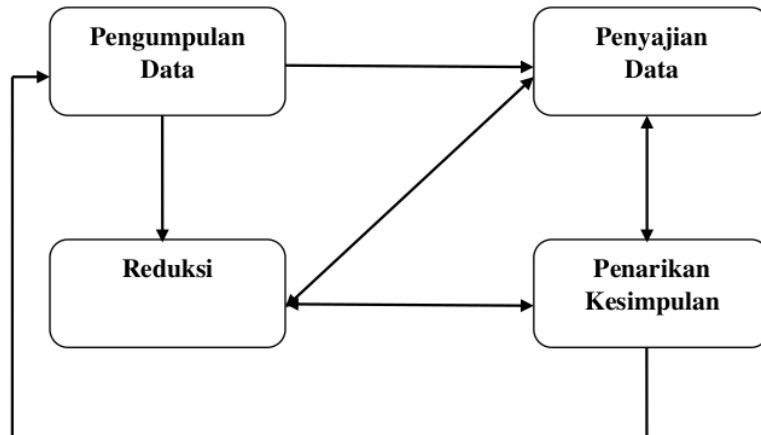 Pengumpulan
Data
Penyajian
Data
Reduksi
Penarikan
Kesimpulan